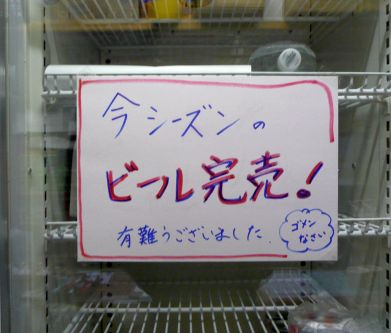 今シーズンの
ビール完売!
有難うございました.
ゴメン
なさい